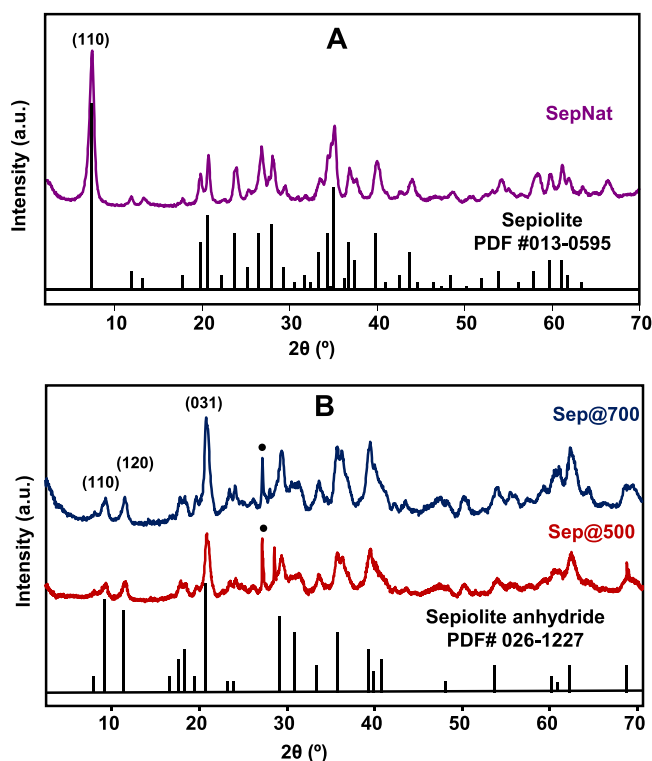 A
(110)
SepNat
Sepiolite
PDF #013-0595
Intensity (a.u.)
10 20 30 40 50 60 70
2θ (º)
B
(031)
Sep@700
(120)
(110)
Sep@500
Sepiolite anhydride
PDF# 026-1227
Intensity (a.u.)
10 20 30 40 50 60 70
2θ (º)